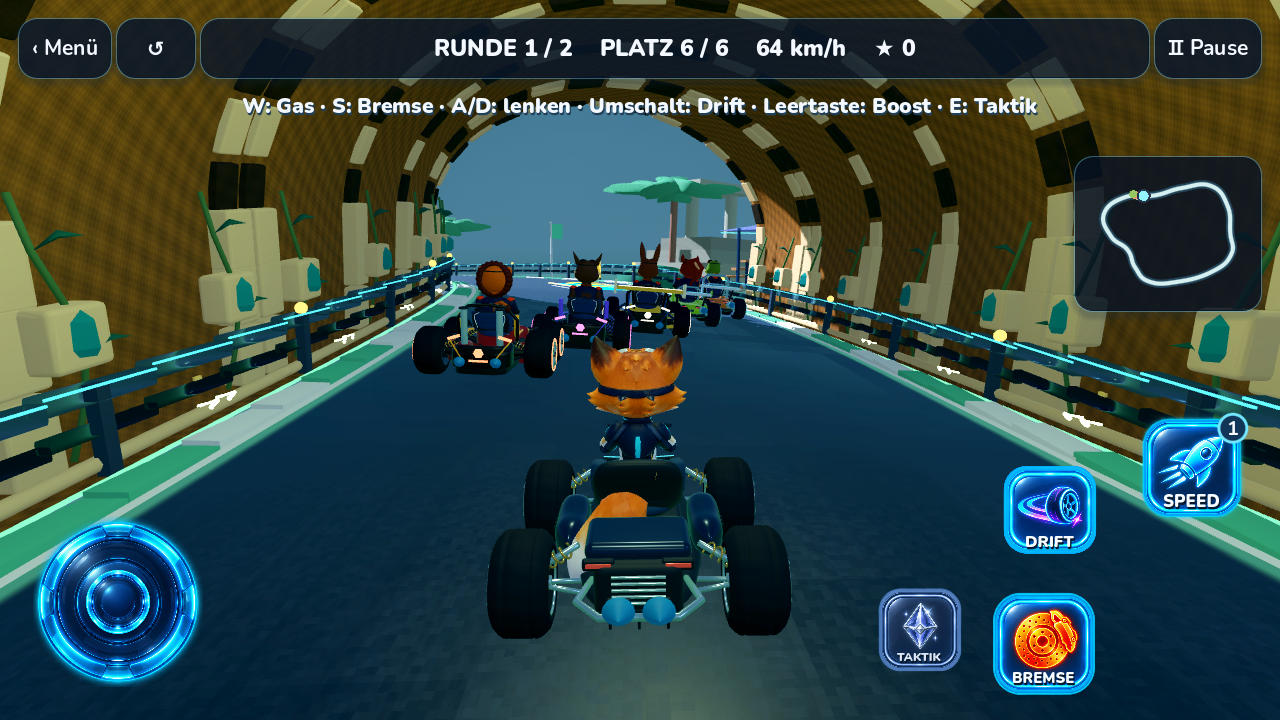 ‹ Menü
↺
RUNDE 1 / 2 PLATZ 6 / 6 64 km/h ★ 0
Pause
W: Gas · S: Bremse · A/D: lenken · Umschalt: Drift · Leertaste: Boost · E: Taktik
1
SPEED
DRIFT
TAKTIK
BREMSE